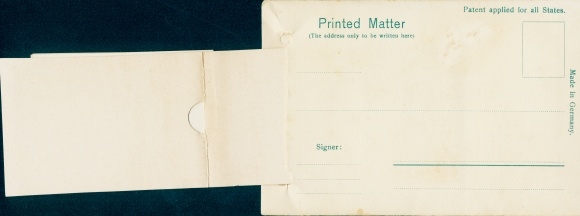 Patent applied for all States.
Printed Matter
(The address only to be written here)
Made in Germany.
Signer: